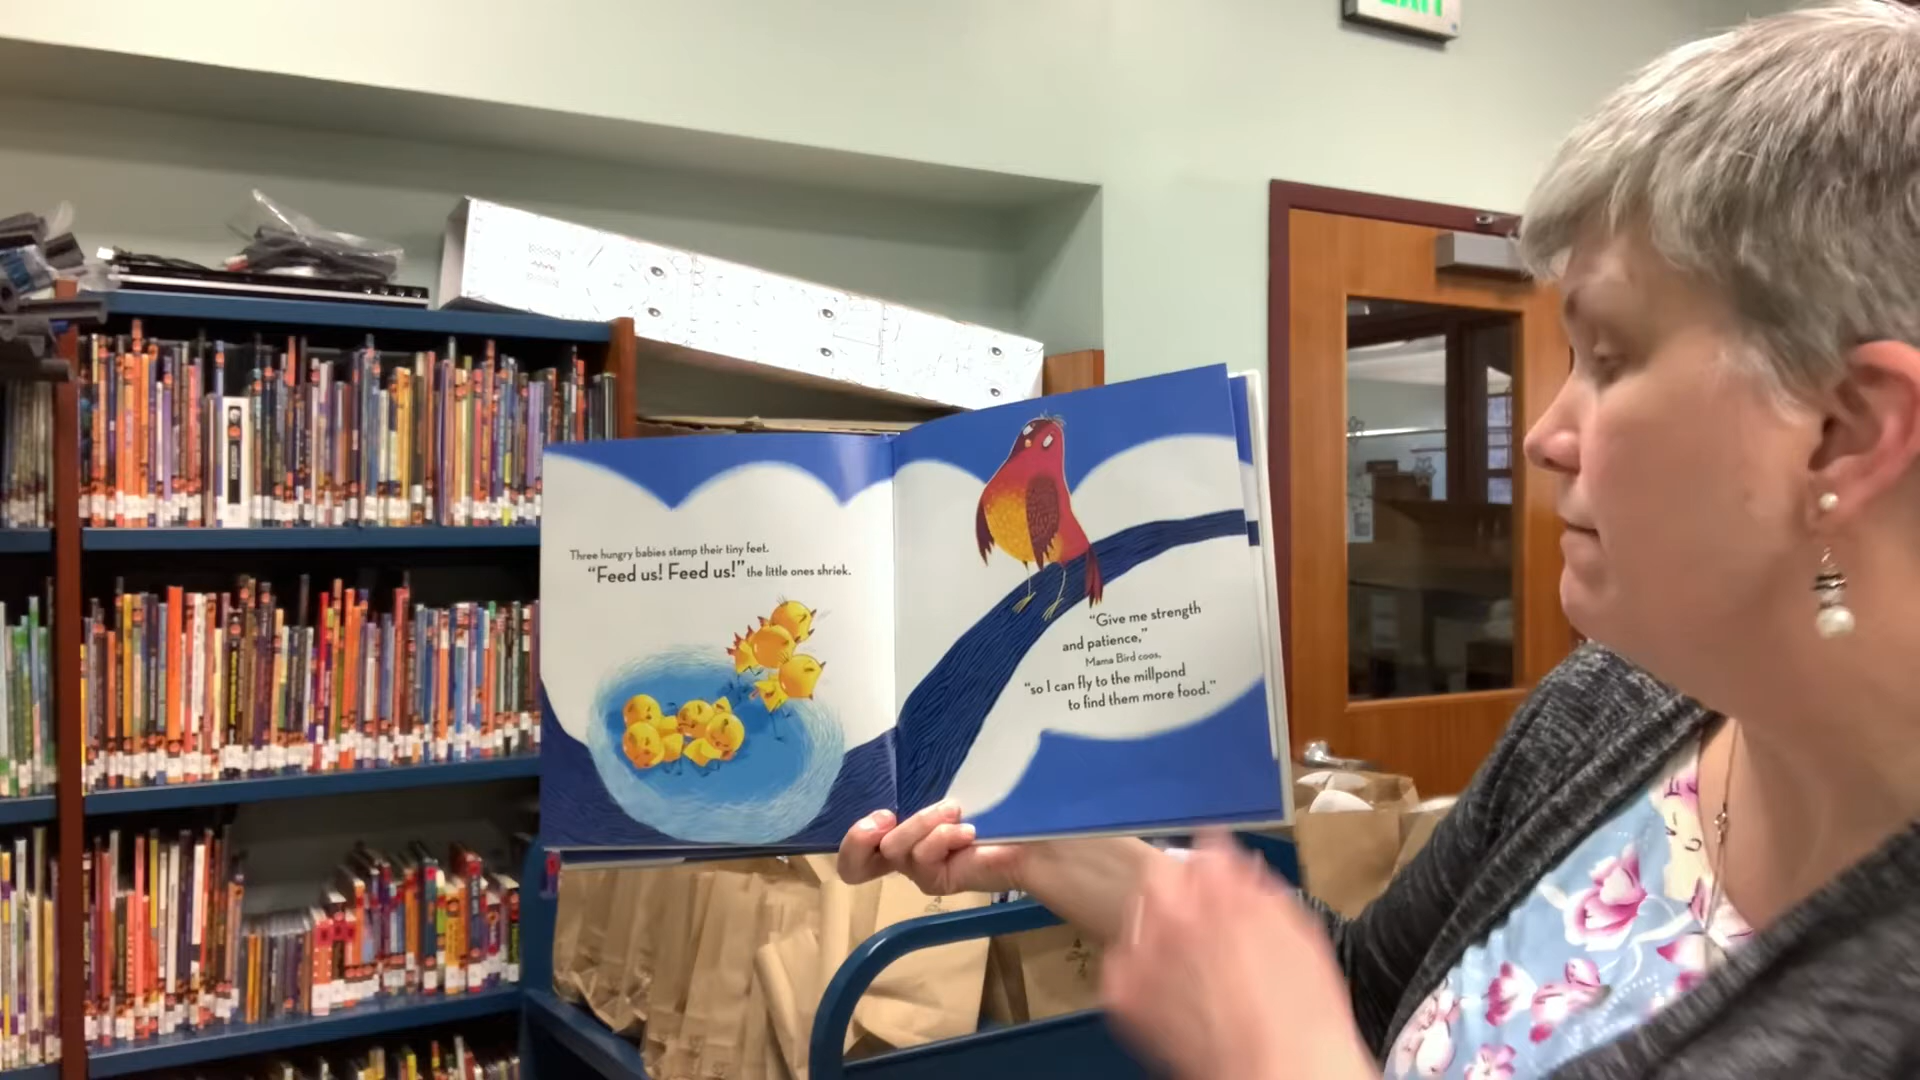 EXIT
Three hungry babies stamp their tiny feet.
“Feed us! Feed us!” the little ones shriek.
“Give me strength
and patience,”
Mama Bird coos,
“so I can fly to the millpond
to find them more food.”